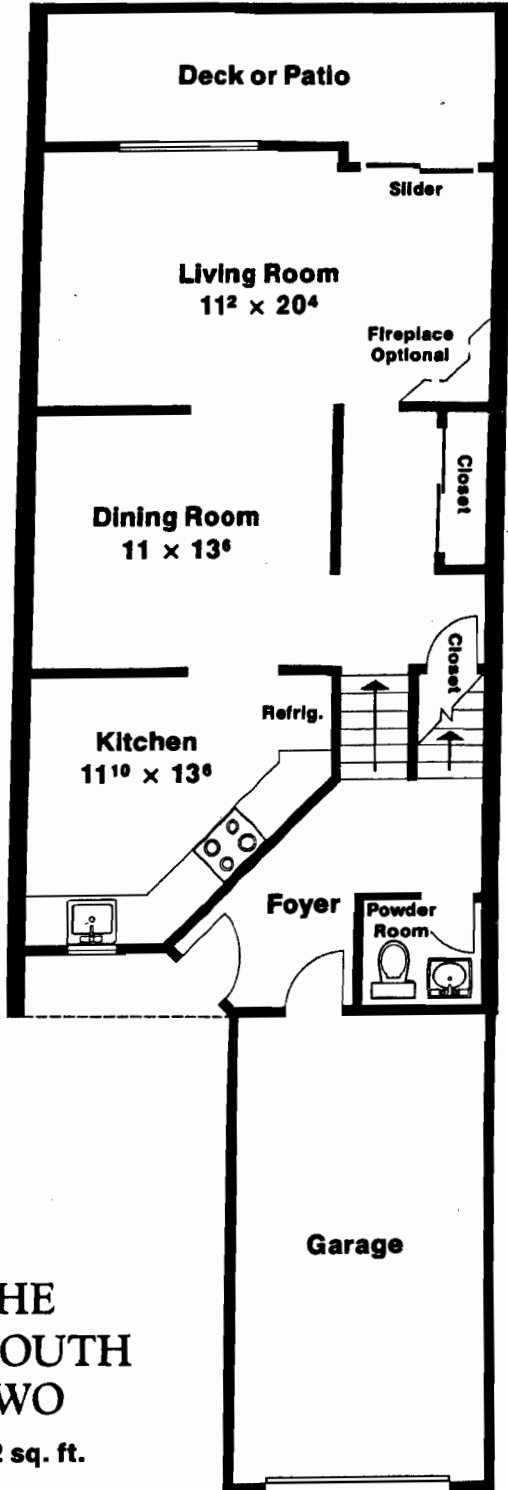 Deck or Patio
Slider
Living Room
11² × 20⁴
Fireplace
Optional
Closet
Dining Room
11 × 13⁶
Closet
Refrig.
Kitchen
11¹⁰ × 13⁶
Foyer
Powder
Room
Garage
HE
OUTH
WO
2 sq. ft.